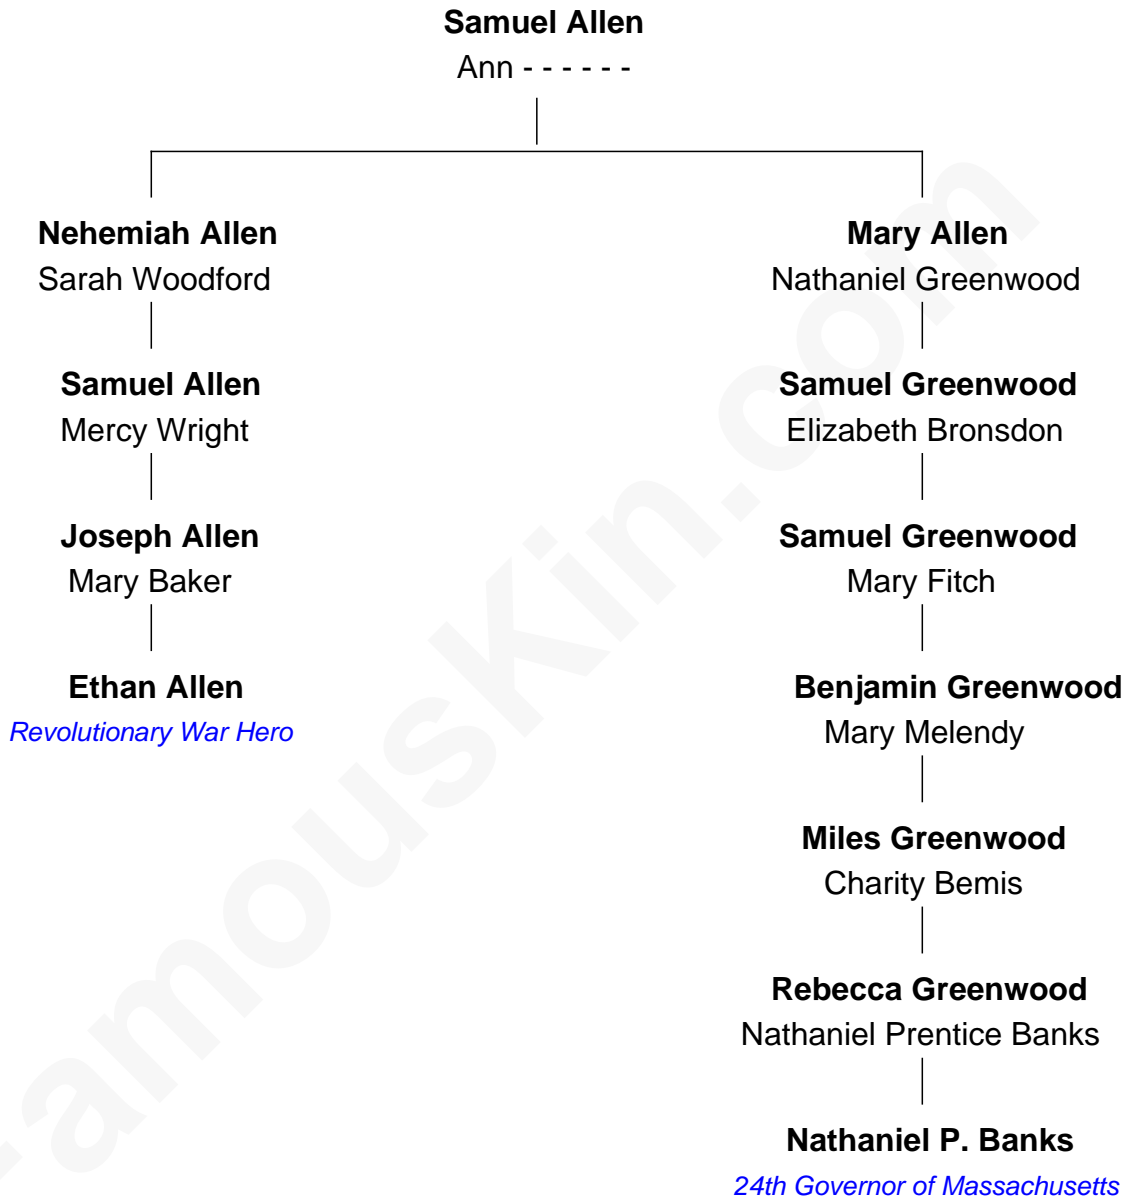 Samuel Allen
Ann - - - - - -
Nehemiah Allen
Sarah Woodford
Mary Allen
Nathaniel Greenwood
Samuel Allen
Mercy Wright
Samuel Greenwood
Elizabeth Bronsdon
Joseph Allen
Mary Baker
Samuel Greenwood
Mary Fitch
Ethan Allen
Revolutionary War Hero
Benjamin Greenwood
Mary Melendy
Miles Greenwood
Charity Bemis
Rebecca Greenwood
Nathaniel Prentice Banks
Nathaniel P. Banks
24th Governor of Massachusetts
FamousKin.com